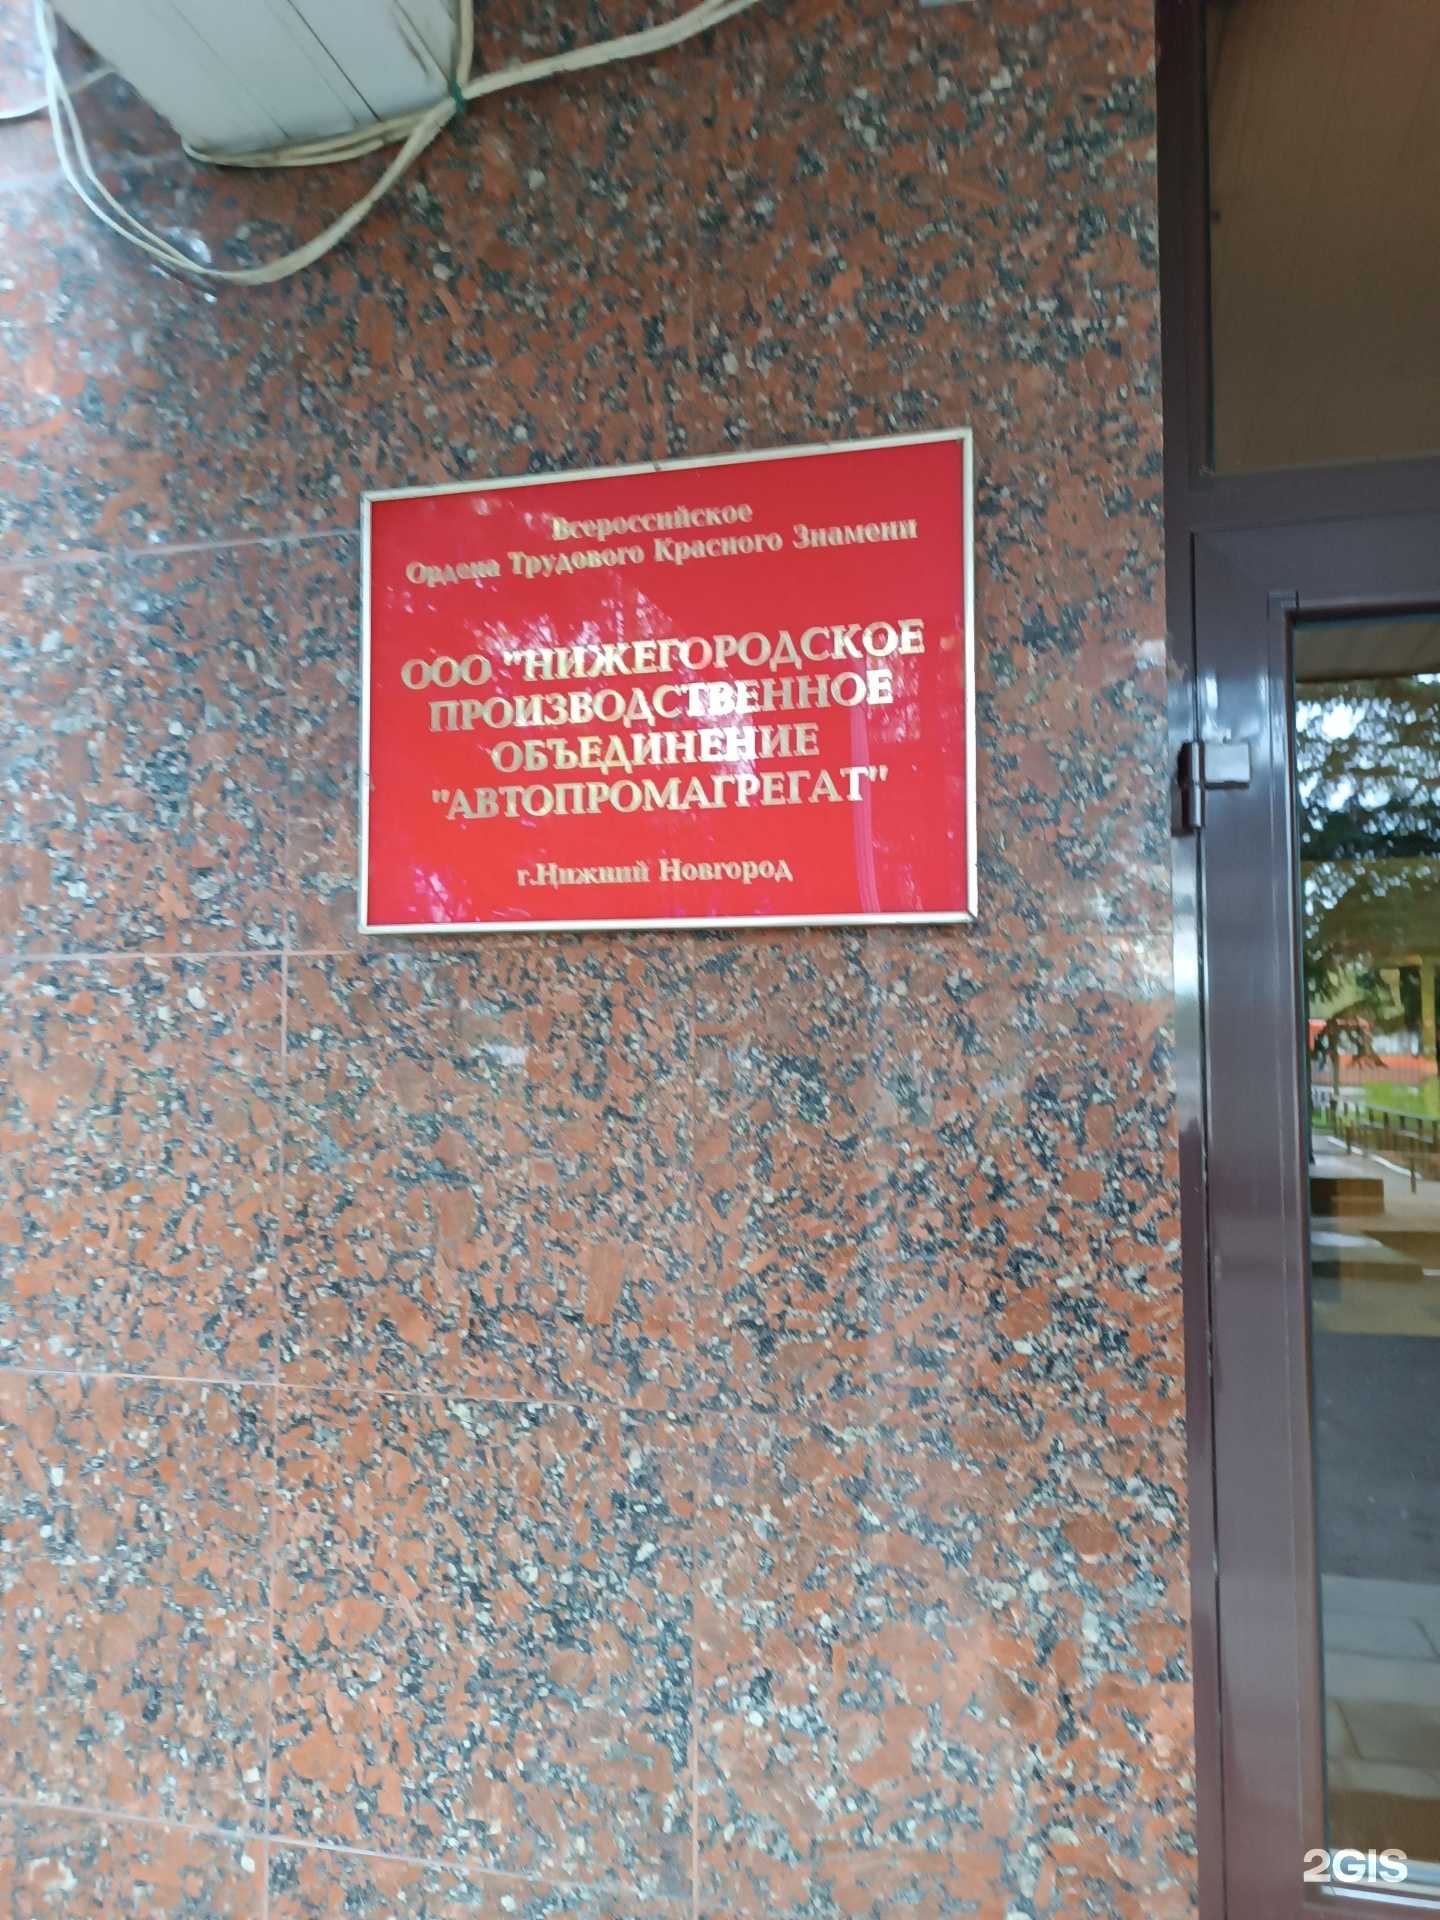 Всероссийское
Ордена Трудового Красного Знамени
ООО "НИЖЕГОРОДСКОЕ
ПРОИЗВОДСТВЕННОЕ
ОБЪЕДИНЕНИЕ
"АВТОПРОМАГРЕГАТ"
г.Нижний Новгород
2GIS